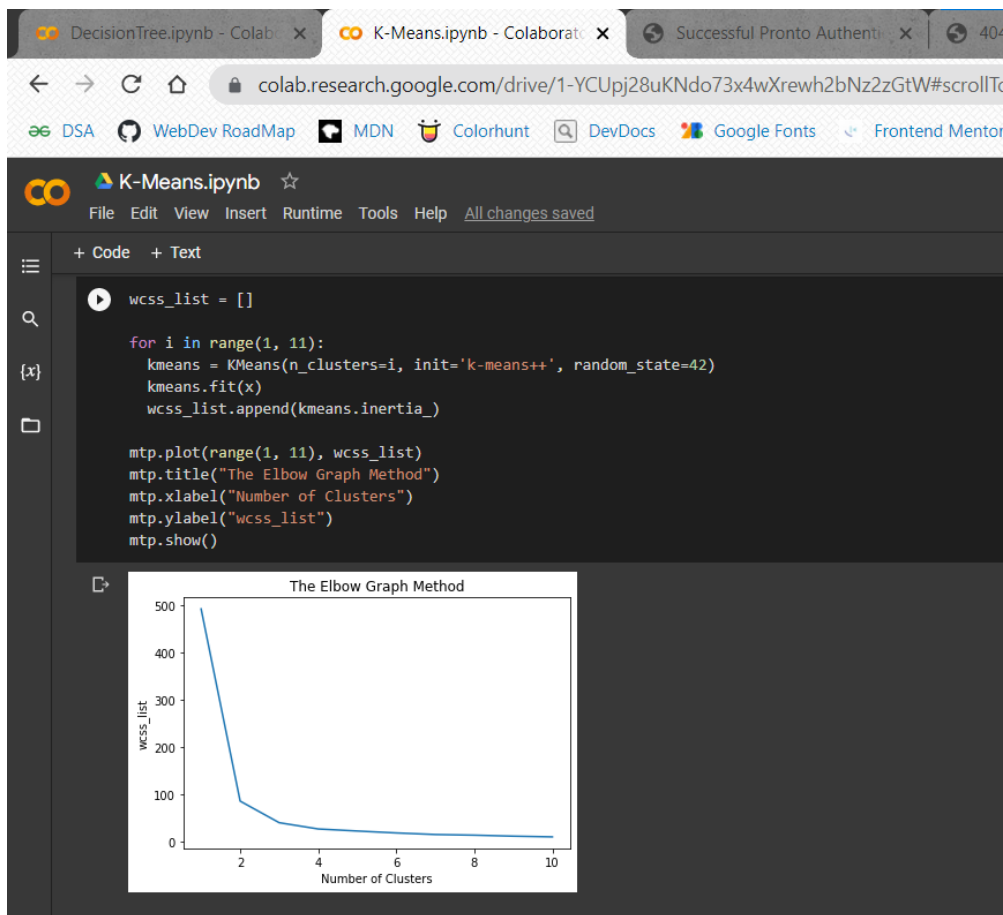 DecisionTree.ipynb - Colab
K-Means.ipynb - Colaborato
Successful Pronto Authenti
404
colab.research.google.com/drive/1-YCUpj28uKNdo73x4wXrewh2bNz2zGtW#scrollTo
DSA WebDev RoadMap MDN Colorhunt DevDocs Google Fonts Frontend Mentor
K-Means.ipynb
File Edit View Insert Runtime Tools Help All changes saved
+ Code + Text
{x}
wcss_list = []
for i in range(1, 11):
  kmeans = KMeans(n_clusters=i, init='k-means++', random_state=42)
  kmeans.fit(x)
  wcss_list.append(kmeans.inertia_)
mtp.plot(range(1, 11), wcss_list)
mtp.title("The Elbow Graph Method")
mtp.xlabel("Number of Clusters")
mtp.ylabel("wcss_list")
mtp.show()
The Elbow Graph Method
500
400
300
200
100
0
wcss_list
2 4 6 8 10
Number of Clusters